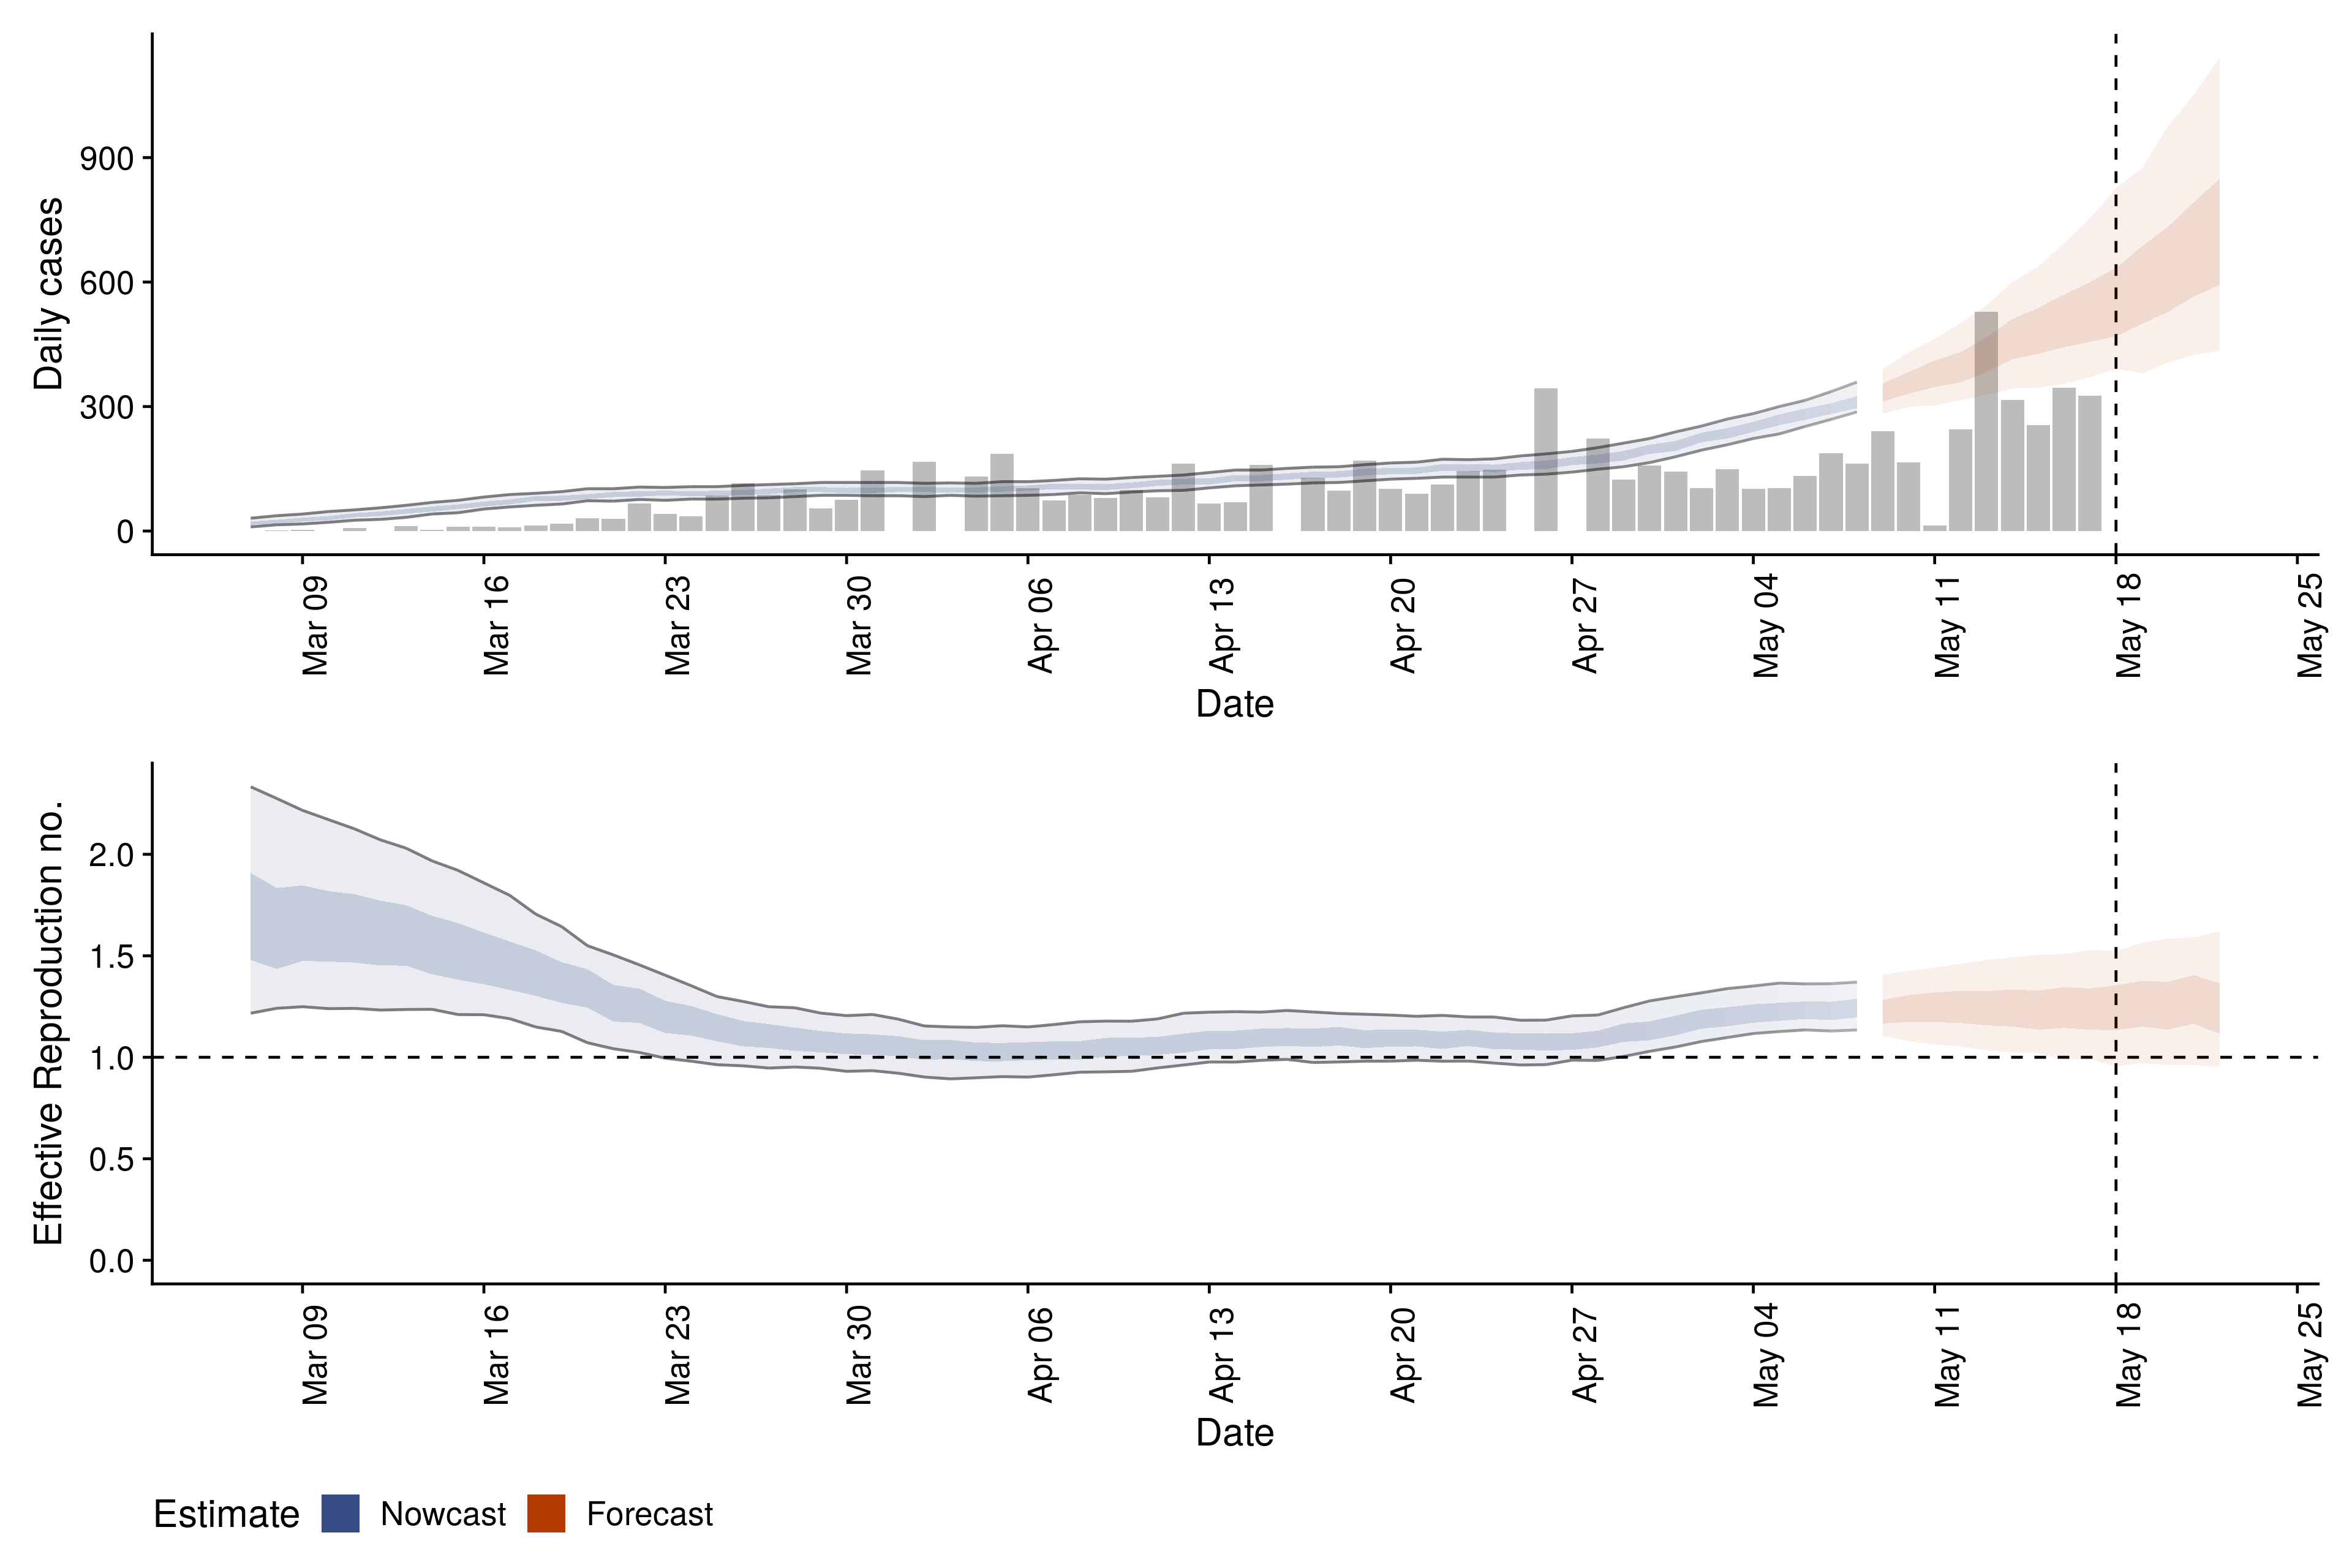 Daily cases
900
600
300
0
Mar 09
Mar 16
Mar 23
Mar 30
Apr 06
Apr 13
Apr 20
Apr 27
May 04
May 11
May 18
May 25
Date
Effective Reproduction no.
2.0
1.5
1.0
0.5
0.0
Mar 09
Mar 16
Mar 23
Mar 30
Apr 06
Apr 13
Apr 20
Apr 27
May 04
May 11
May 18
May 25
Date
Estimate Nowcast Forecast